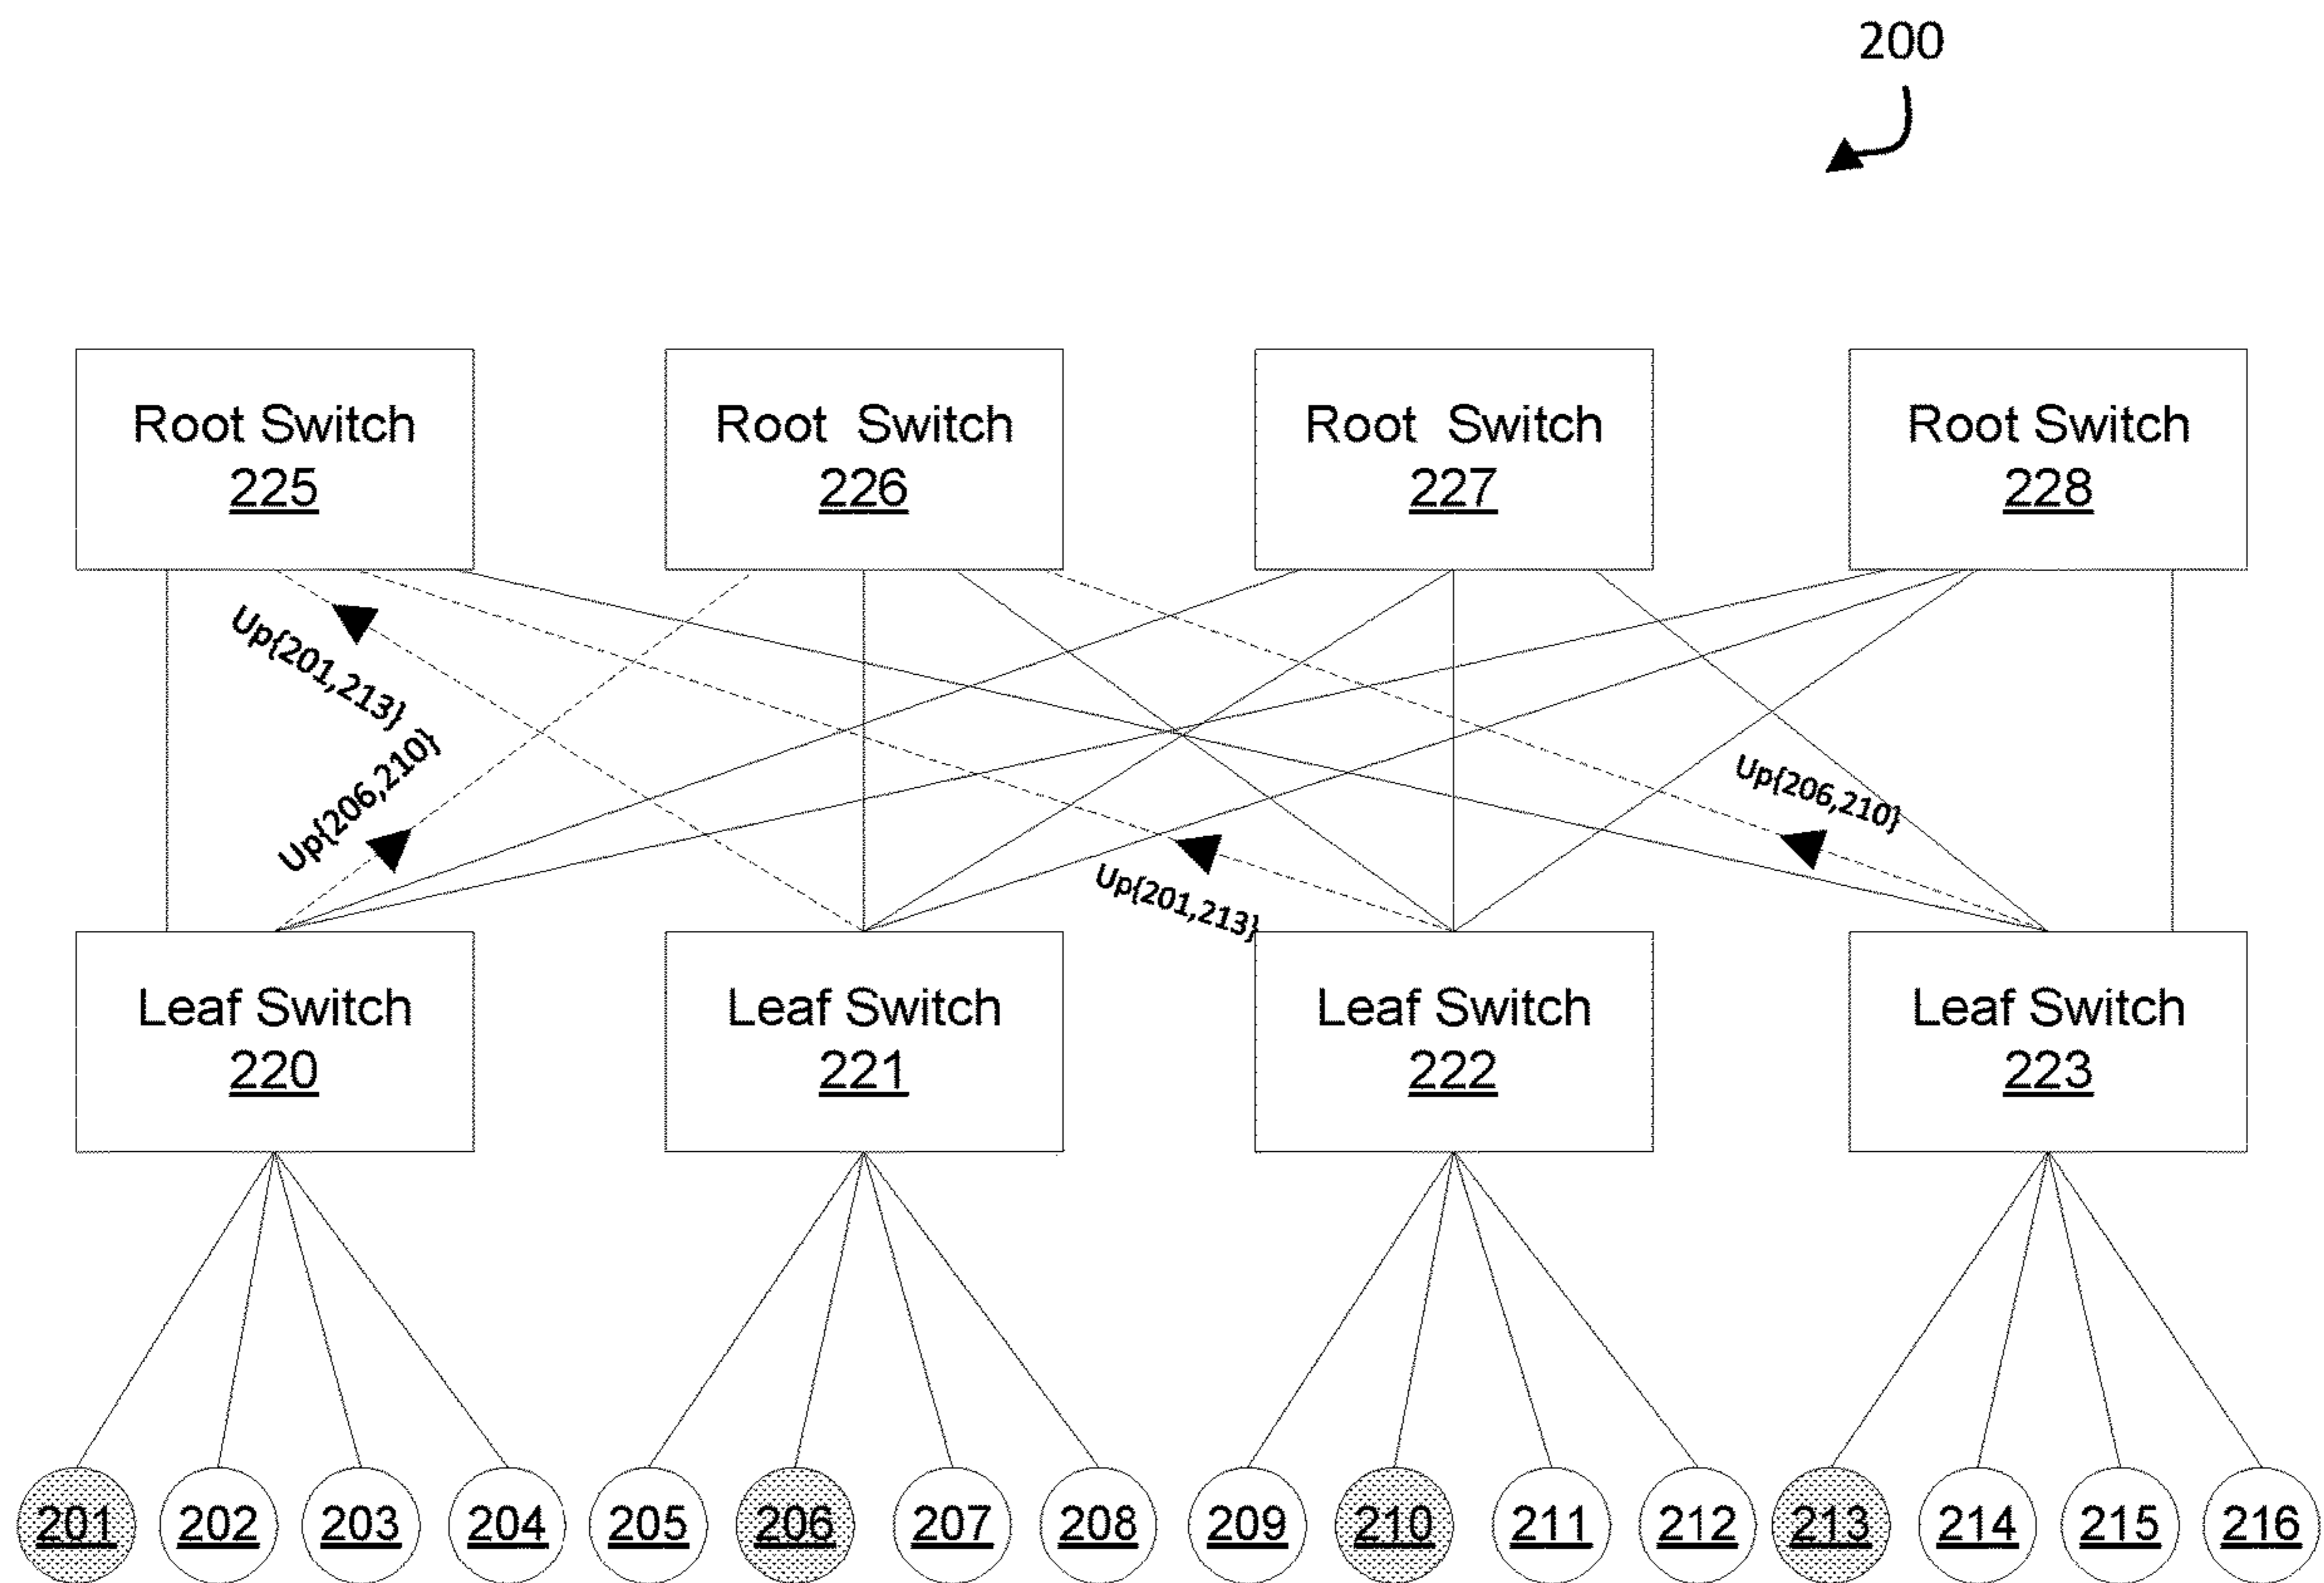 200
Root Switch
225
Root Switch
226
Root Switch
227
Root Switch
228
Up{201,213}
Up{206,210}
Up{201,213}
Up{206,210}
Leaf Switch
220
Leaf Switch
221
Leaf Switch
222
Leaf Switch
223
201
202
203
204
205
206
207
208
209
210
211
212
213
214
215
216